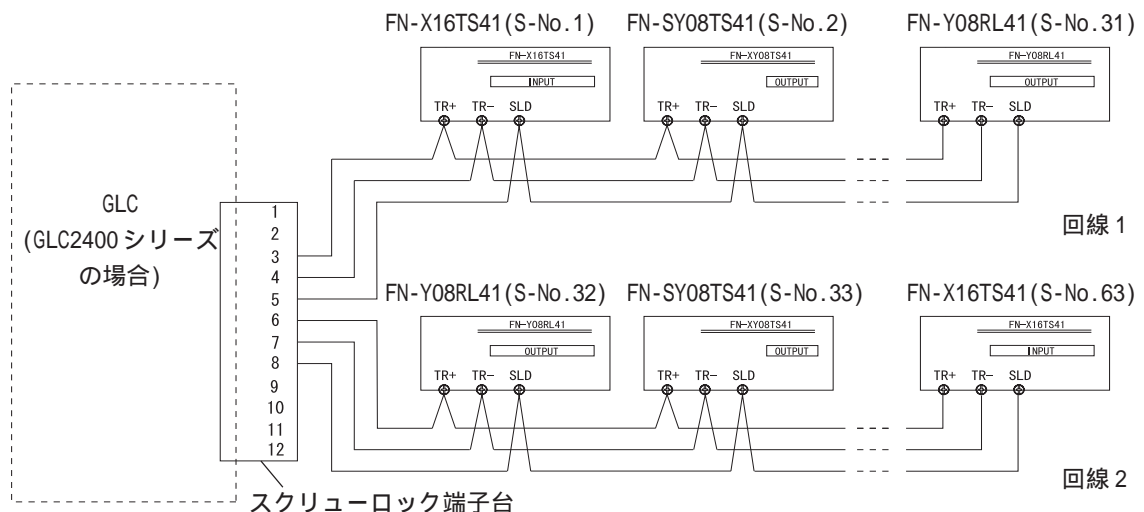 FN-X16TS41(S-No.1) FN-SY08TS41(S-No.2) FN-Y08RL41(S-No.31)
FN-X16TS41 FN-XY08TS41 FN-Y08RL41
INPUT OUTPUT OUTPUT
TR+ TR- SLD TR+ TR- SLD TR+ TR- SLD
GLC
(GLC2400シリーズ
の場合)
1
2
3
4
5
6
7
8
9
10
11
12
回線1
FN-Y08RL41(S-No.32) FN-SY08TS41(S-No.33) FN-X16TS41(S-No.63)
FN-Y08RL41 FN-XY08TS41 FN-X16TS41
OUTPUT OUTPUT INPUT
TR+ TR- SLD TR+ TR- SLD TR+ TR- SLD
回線2
スクリューロック端子台